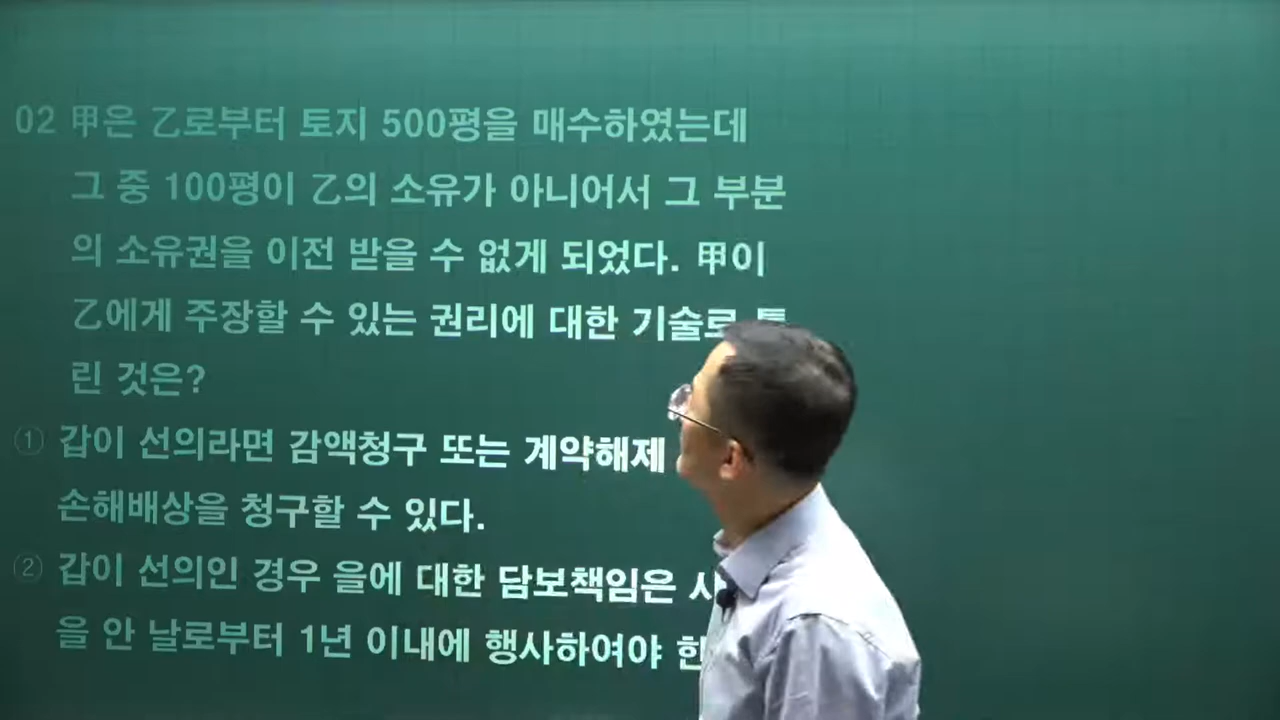 02 甲은 乙로부터 토지 500평을 매수하였는데
그 중 100평이 乙의 소유가 아니어서 그 부분
의 소유권을 이전 받을 수 없게 되었다. 甲이
乙에게 주장할 수 있는 권리에 대한 기술로
린 것은?
① 갑이 선의라면 감액청구 또는 계약해제
손해배상을 청구할 수 있다.
② 갑이 선의인 경우 을에 대한 담보책임은
을 안 날로부터 1년 이내에 행사하여야